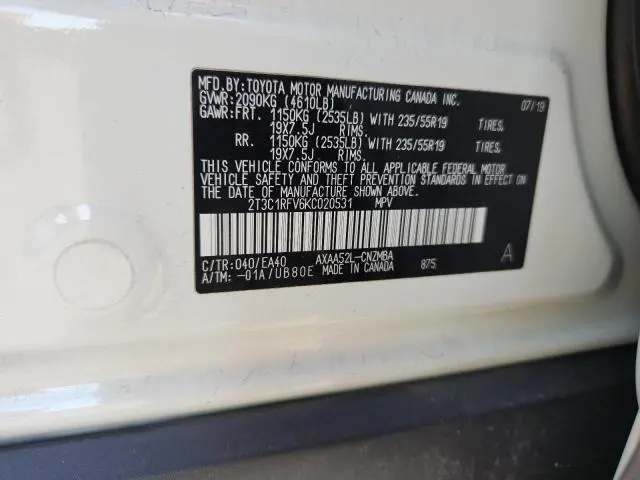 MFD.BY:TOYOTA MOTOR MANUFACTURING CANADA INC. 07/19
GVWR:2090KG (4610LB)
GAWR:FRT. 1150KG (2535LB) WITH 235/55R19 TIRES.
19X7.5J RIMS.
RR. 1150KG (2535LB) WITH 235/55R19 TIRES.
19X7.5J RIMS.
THIS VEHICLE CONFORMS TO ALL APPLICABLE FEDERAL MOTOR
VEHICLE SAFETY AND THEFT PREVENTION STANDARDS IN EFFECT ON
THE DATE OF MANUFACTURE SHOWN ABOVE.
2T3C1RFV6KC020531 MPV
C/TR:040/EA40 AXAA52L-CNZMBA 875 A
A/TM: -01A/UB80E MADE IN CANADA